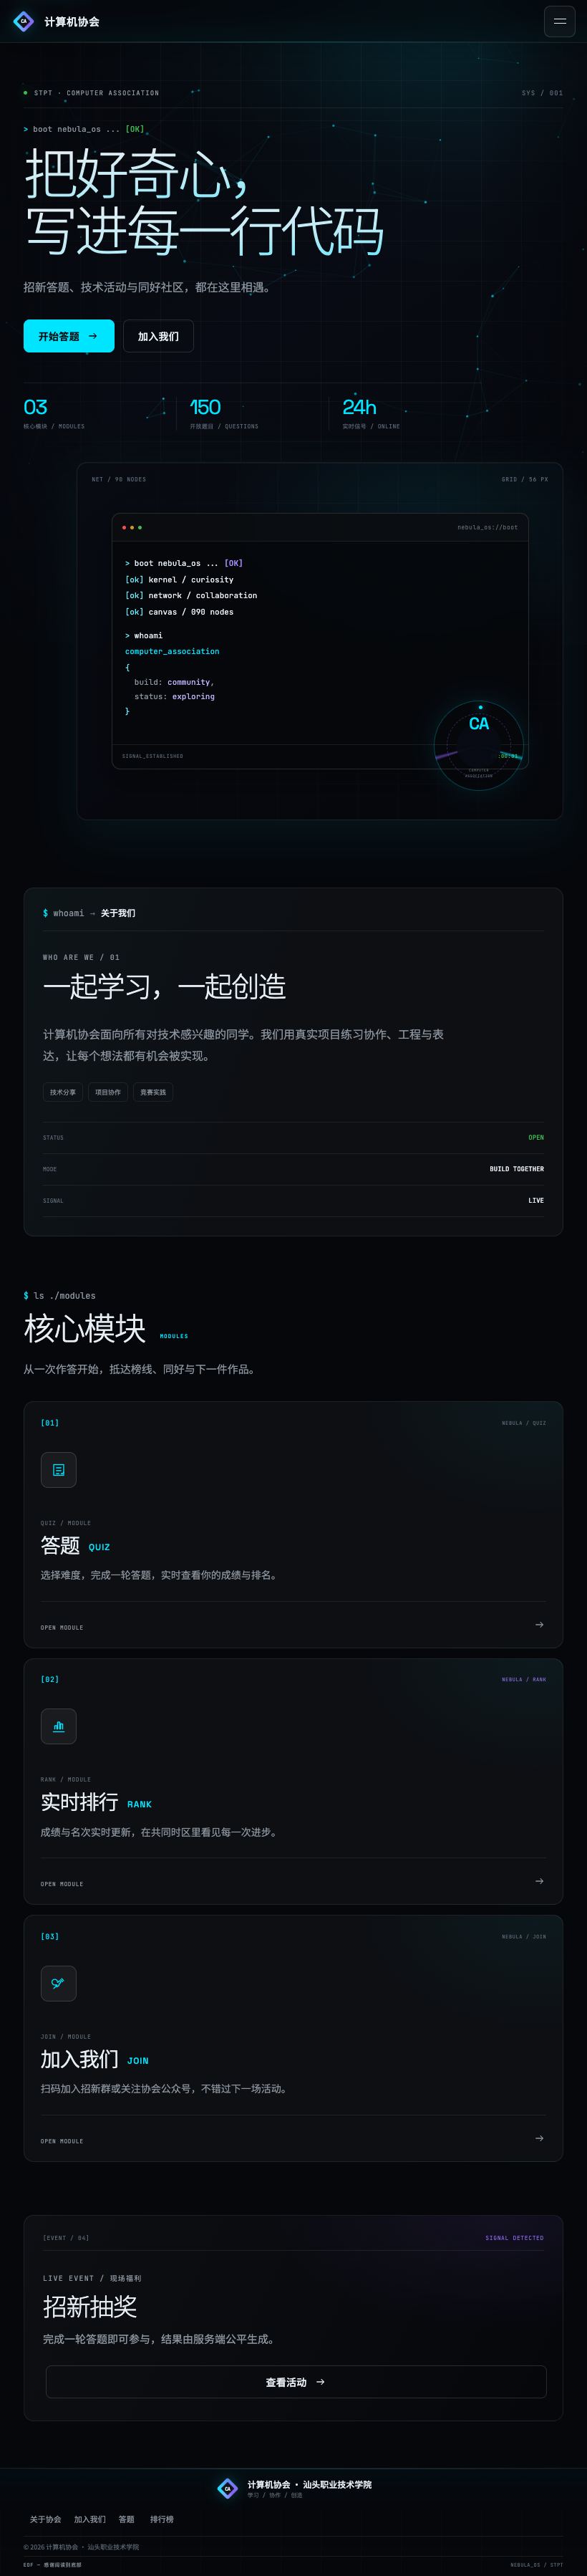 CA 计算机协会
STPT · COMPUTER ASSOCIATION
SYS / 001
> boot nebula_os ... [OK]
把好奇心，
写进每一行代码
招新答题、技术活动与同好社区，都在这里相遇。
开始答题 →
加入我们
03
核心模块 / MODULES
150
开放题目 / QUESTIONS
24h
实时信号 / ONLINE
NET / 90 NODES
GRID / 56 PX
nebula_os://boot
> boot nebula_os ... [OK]
[ok] kernel / curiosity
[ok] network / collaboration
[ok] canvas / 090 nodes
> whoami
computer_association
{
build: community,
status: exploring
}
CA
COMPUTER
ASSOCIATION
SIGNAL_ESTABLISHED
$ whoami → 关于我们
WHO ARE WE / 01
一起学习，一起创造
计算机协会面向所有对技术感兴趣的同学。我们用真实项目练习协作、工程与表
达，让每个想法都有机会被实现。
技术分享
项目协作
竞赛实践
STATUS
OPEN
MODE
BUILD TOGETHER
SIGNAL
LIVE
$ ls ./modules
核心模块 MODULES
从一次作答开始，抵达榜线、同好与下一件作品。
[01]
NEBULA / QUIZ
QUIZ / MODULE
答题 QUIZ
选择难度，完成一轮答题，实时查看你的成绩与排名。
OPEN MODULE →
[02]
NEBULA / RANK
RANK / MODULE
实时排行 RANK
成绩与名次实时更新，在共同时区里看见每一次进步。
OPEN MODULE →
[03]
NEBULA / JOIN
JOIN / MODULE
加入我们 JOIN
扫码加入招新群或关注协会公众号，不错过下一场活动。
OPEN MODULE →
[EVENT / 04]
SIGNAL DETECTED
LIVE EVENT / 现场福利
招新抽奖
完成一轮答题即可参与，结果由服务端公平生成。
查看活动 →
CA 计算机协会 · 汕头职业技术学院
学习 / 协作 / 创造
关于协会 加入我们 答题 排行榜
© 2026 计算机协会 · 汕头职业技术学院
EOF — 感谢阅读到底部
NEBULA_OS / STPT